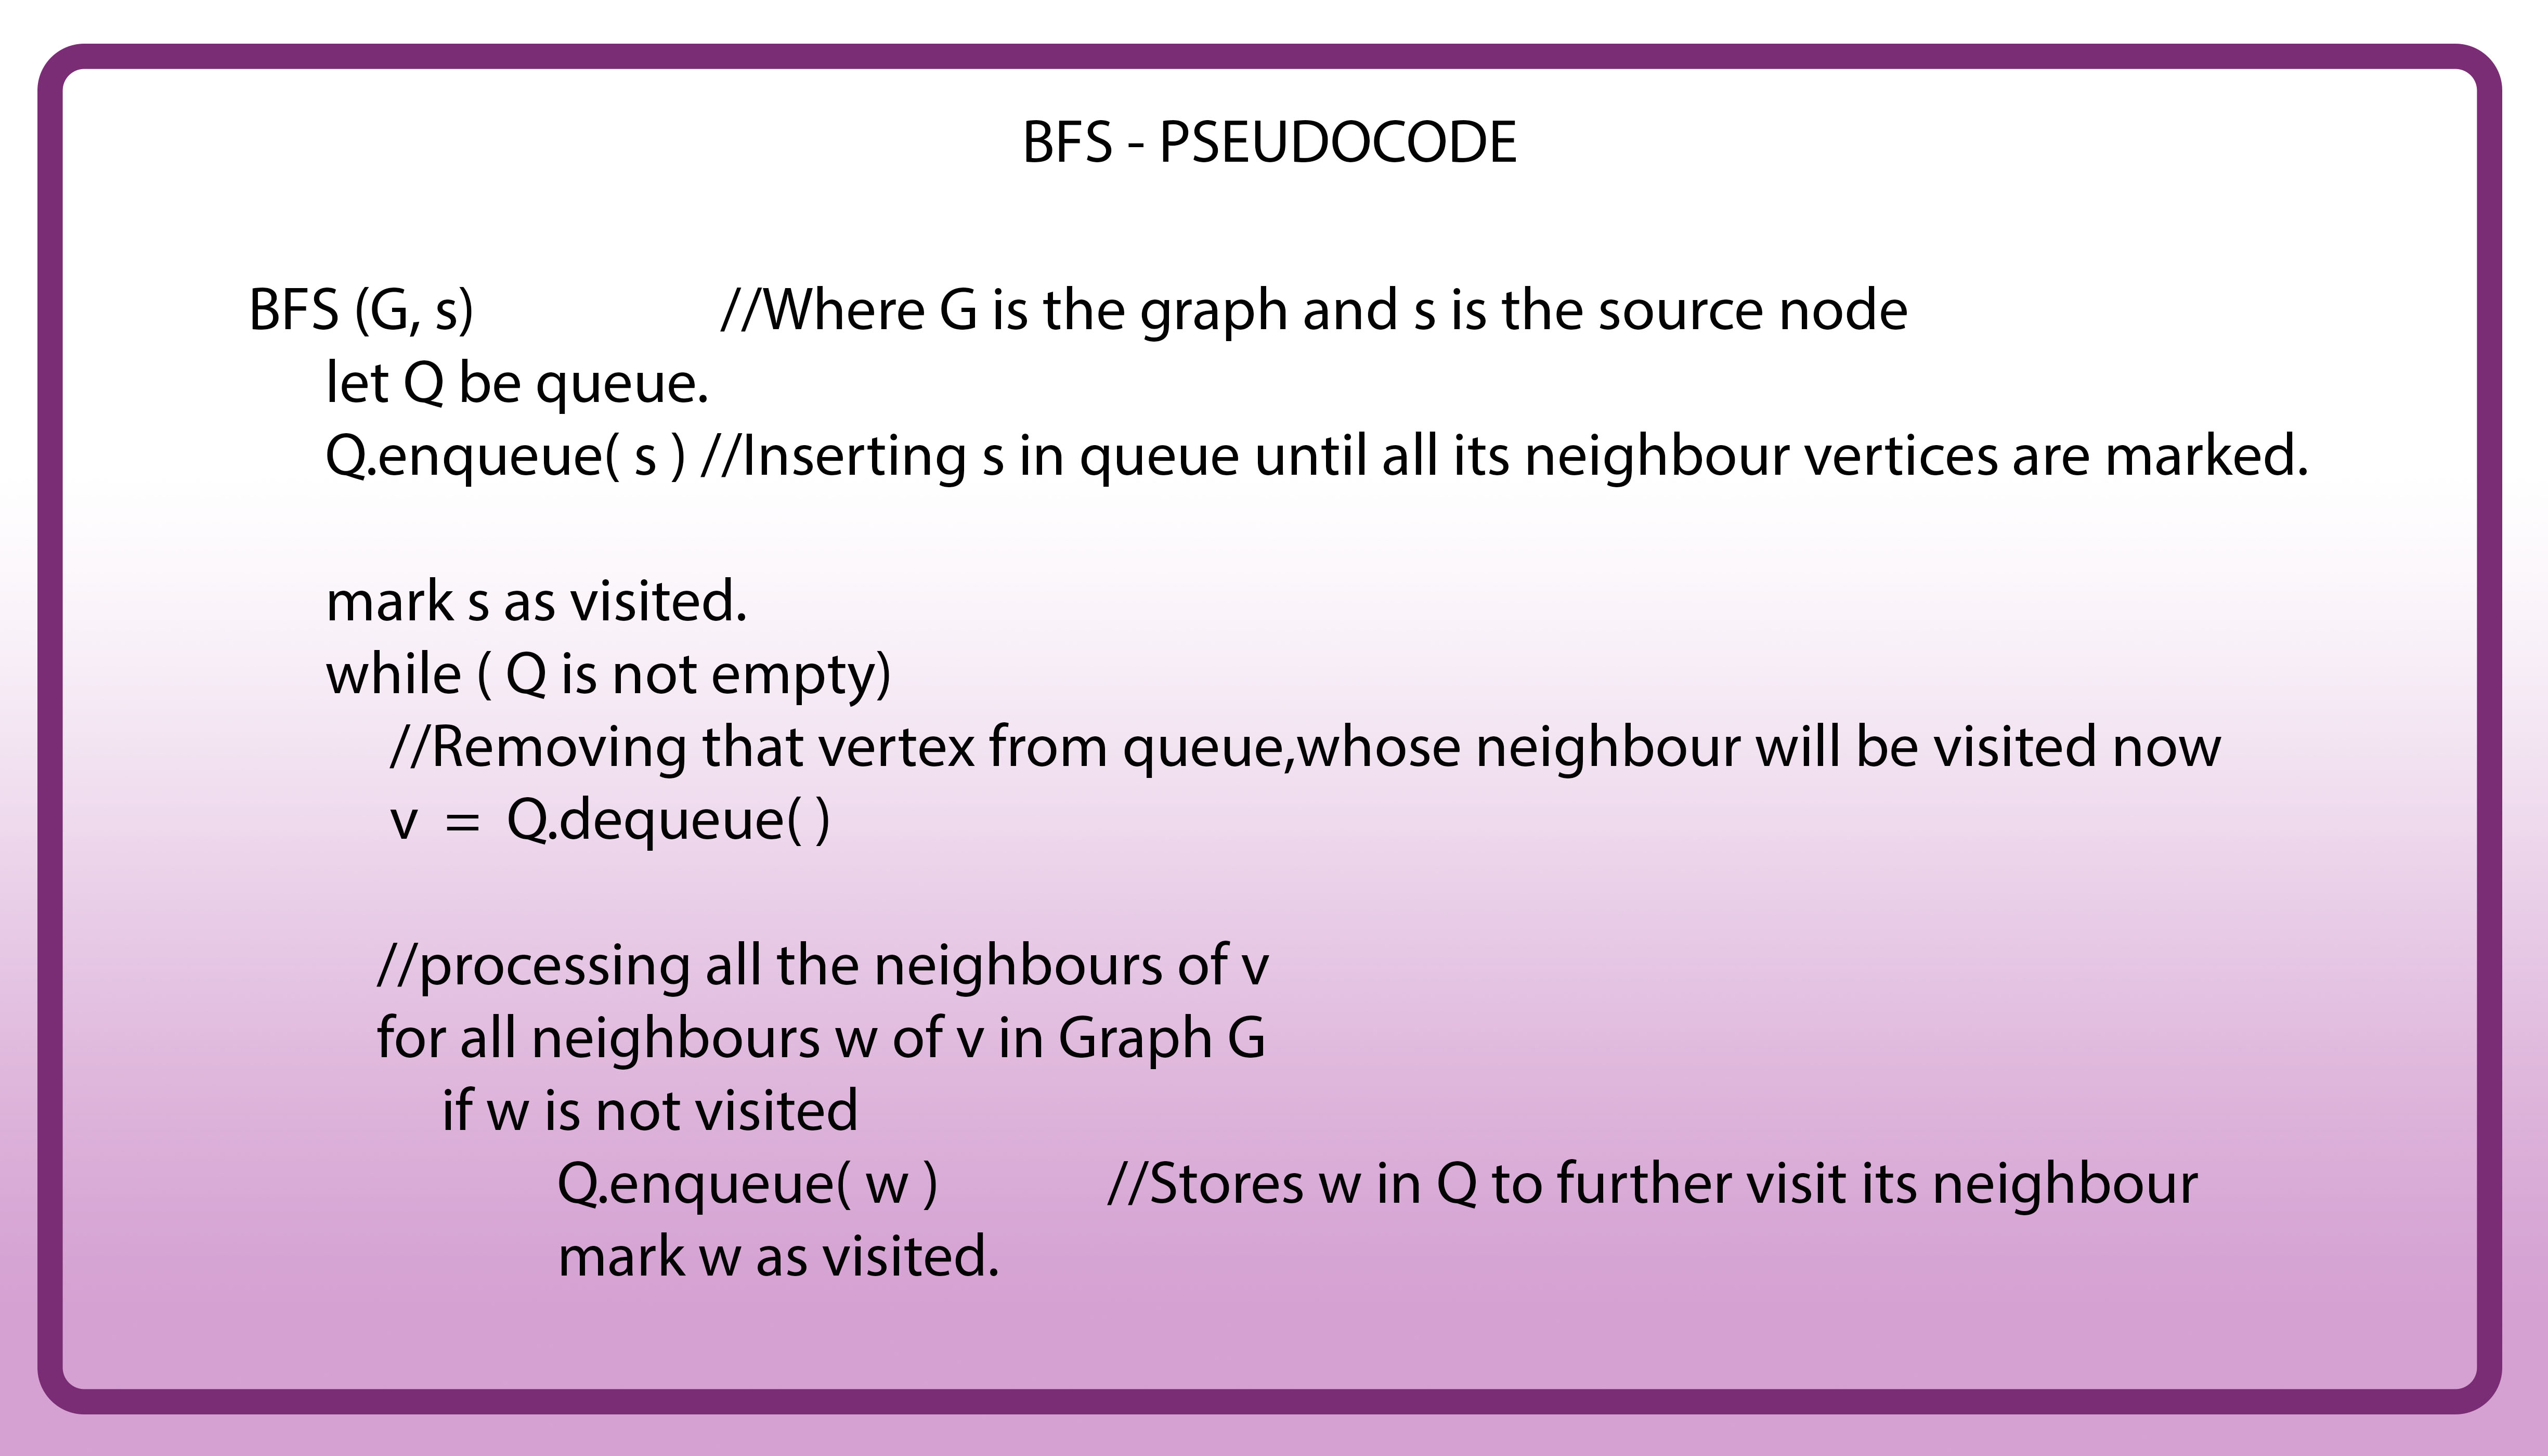 BFS - PSEUDOCODE
BFS (G, s) //Where G is the graph and s is the source node
let Q be queue.
Q.enqueue( s ) //Inserting s in queue until all its neighbour vertices are marked.
mark s as visited.
while ( Q is not empty)
//Removing that vertex from queue,whose neighbour will be visited now
v = Q.dequeue( )
//processing all the neighbours of v
for all neighbours w of v in Graph G
if w is not visited
Q.enqueue( w ) //Stores w in Q to further visit its neighbour
mark w as visited.